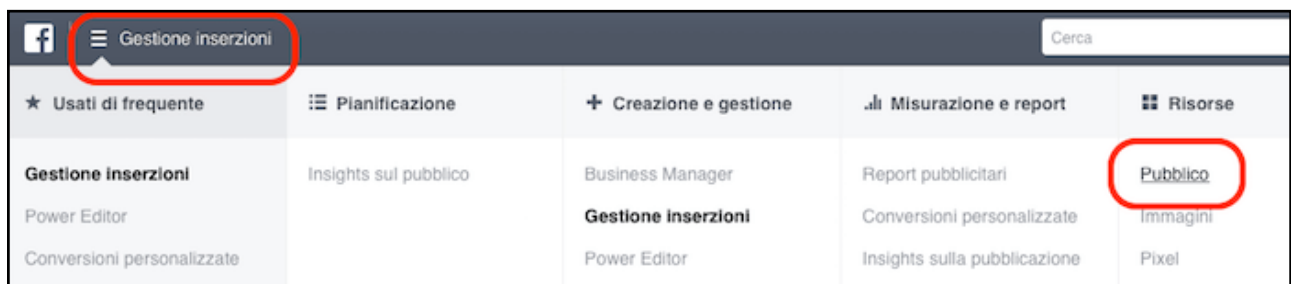 f Gestione inserzioni Cerca
Usati di frequente
Gestione inserzioni
Power Editor
Conversioni personalizzate
Pianificazione
Insights sul pubblico
Creazione e gestione
Business Manager
Gestione inserzioni
Power Editor
Misurazione e report
Report pubblicitari
Conversioni personalizzate
Insights sulla pubblicazione
Risorse
Pubblico
Immagini
Pixel